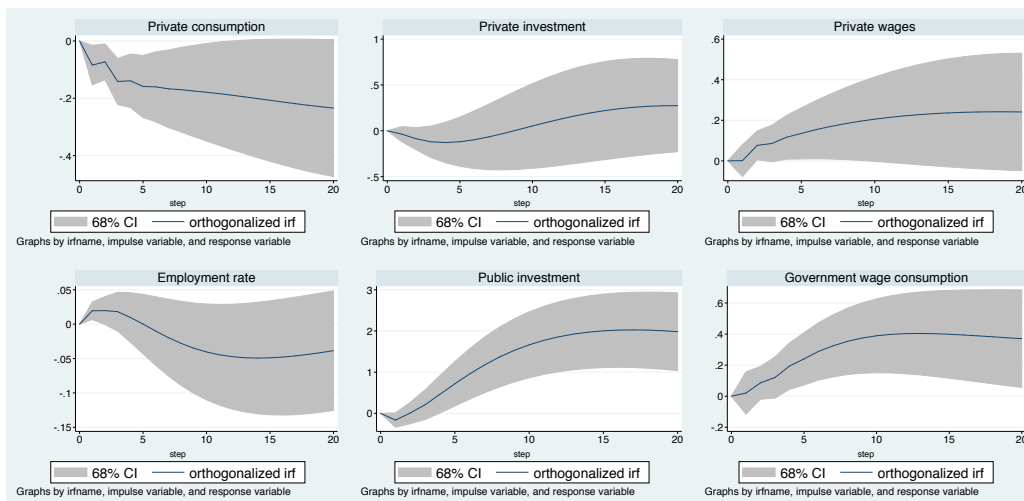 Private consumption
0
-.2
-.4
0 5 10 15 20
step
68% CI orthogonalized irf
Graphs by irfname, impulse variable, and response variable
Private investment
1
.5
0
-.5
0 5 10 15 20
step
68% CI orthogonalized irf
Graphs by irfname, impulse variable, and response variable
Private wages
.6
.4
.2
0
0 5 10 15 20
step
68% CI orthogonalized irf
Graphs by irfname, impulse variable, and response variable
Employment rate
.05
0
-.05
-.1
-.15
0 5 10 15 20
step
68% CI orthogonalized irf
Graphs by irfname, impulse variable, and response variable
Public investment
3
2
1
0
0 5 10 15 20
step
68% CI orthogonalized irf
Graphs by irfname, impulse variable, and response variable
Government wage consumption
.6
.4
.2
0
-.2
0 5 10 15 20
step
68% CI orthogonalized irf
Graphs by irfname, impulse variable, and response variable